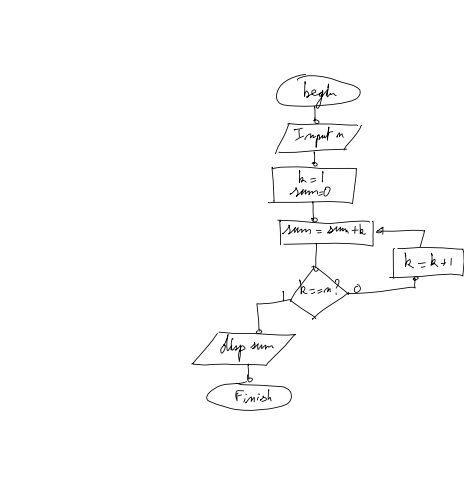 begin
Input n
k = 1
sum=0
sum = sum + k
k = k + 1
k == n?
1
0
disp sum
Finish